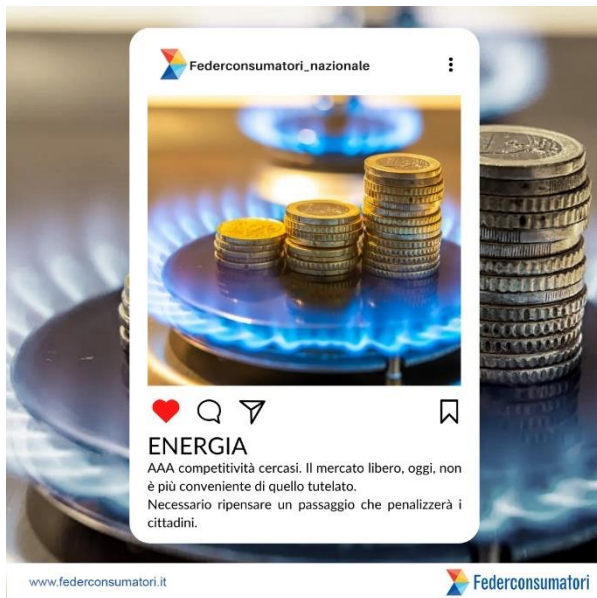 Federconsumatori_nazionale
ENERGIA
AAA competitività cercasi. Il mercato libero, oggi, non
è più conveniente di quello tutelato.
Necessario ripensare un passaggio che penalizzerà i
cittadini.
www.federconsumatori.it
Federconsumatori